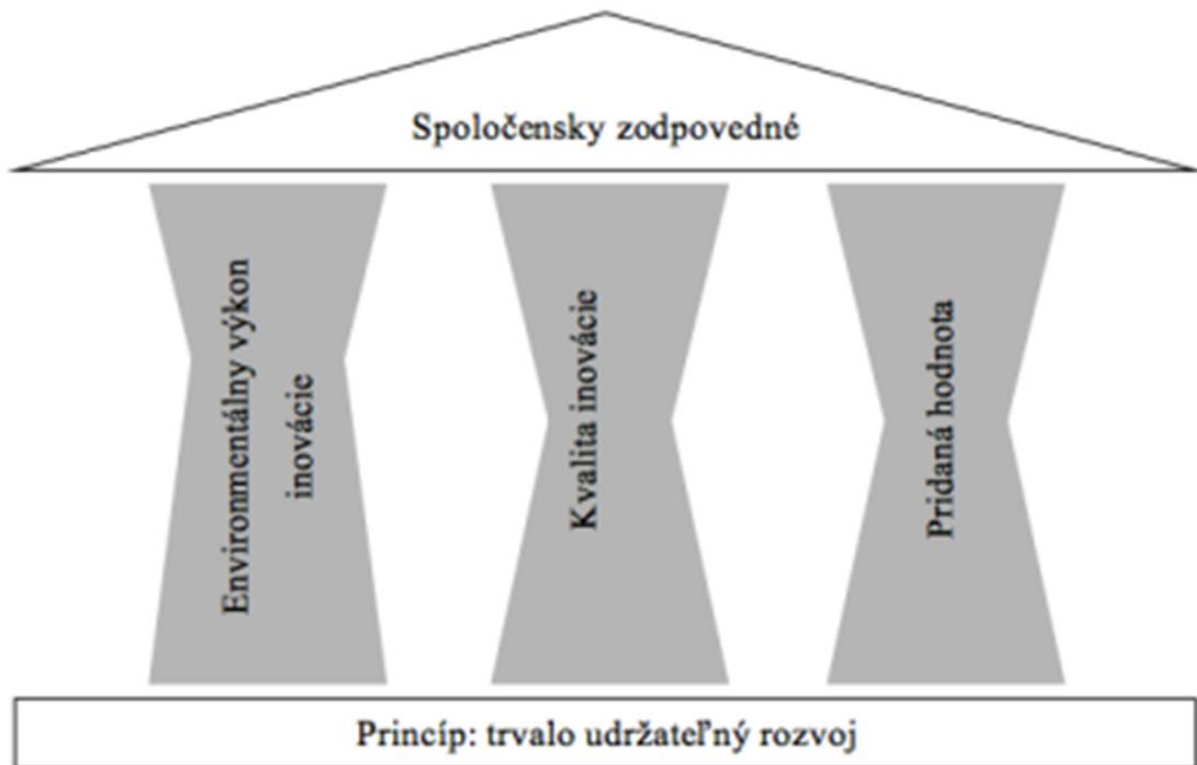 Spoločensky zodpovedné
Environmentálny výkon
inovácie
Kvalita inovácie
Pridaná hodnota
Princíp: trvalo udržateľný rozvoj